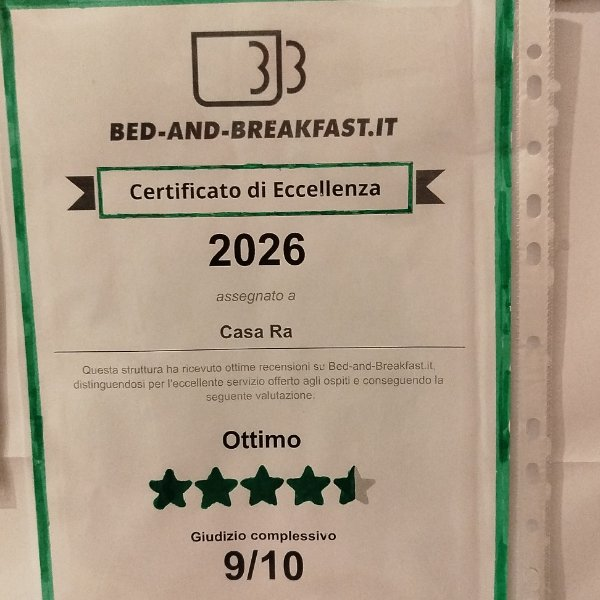 BB
BED-AND-BREAKFAST.IT
Certificato di Eccellenza
2026
assegnato a
Casa Ra
Questa struttura ha ricevuto ottime recensioni su Bed-and-Breakfast.it,
distinguendosi per l'eccellente servizio offerto agli ospiti e conseguendo la
seguente valutazione.
Ottimo
Giudizio complessivo
9/10